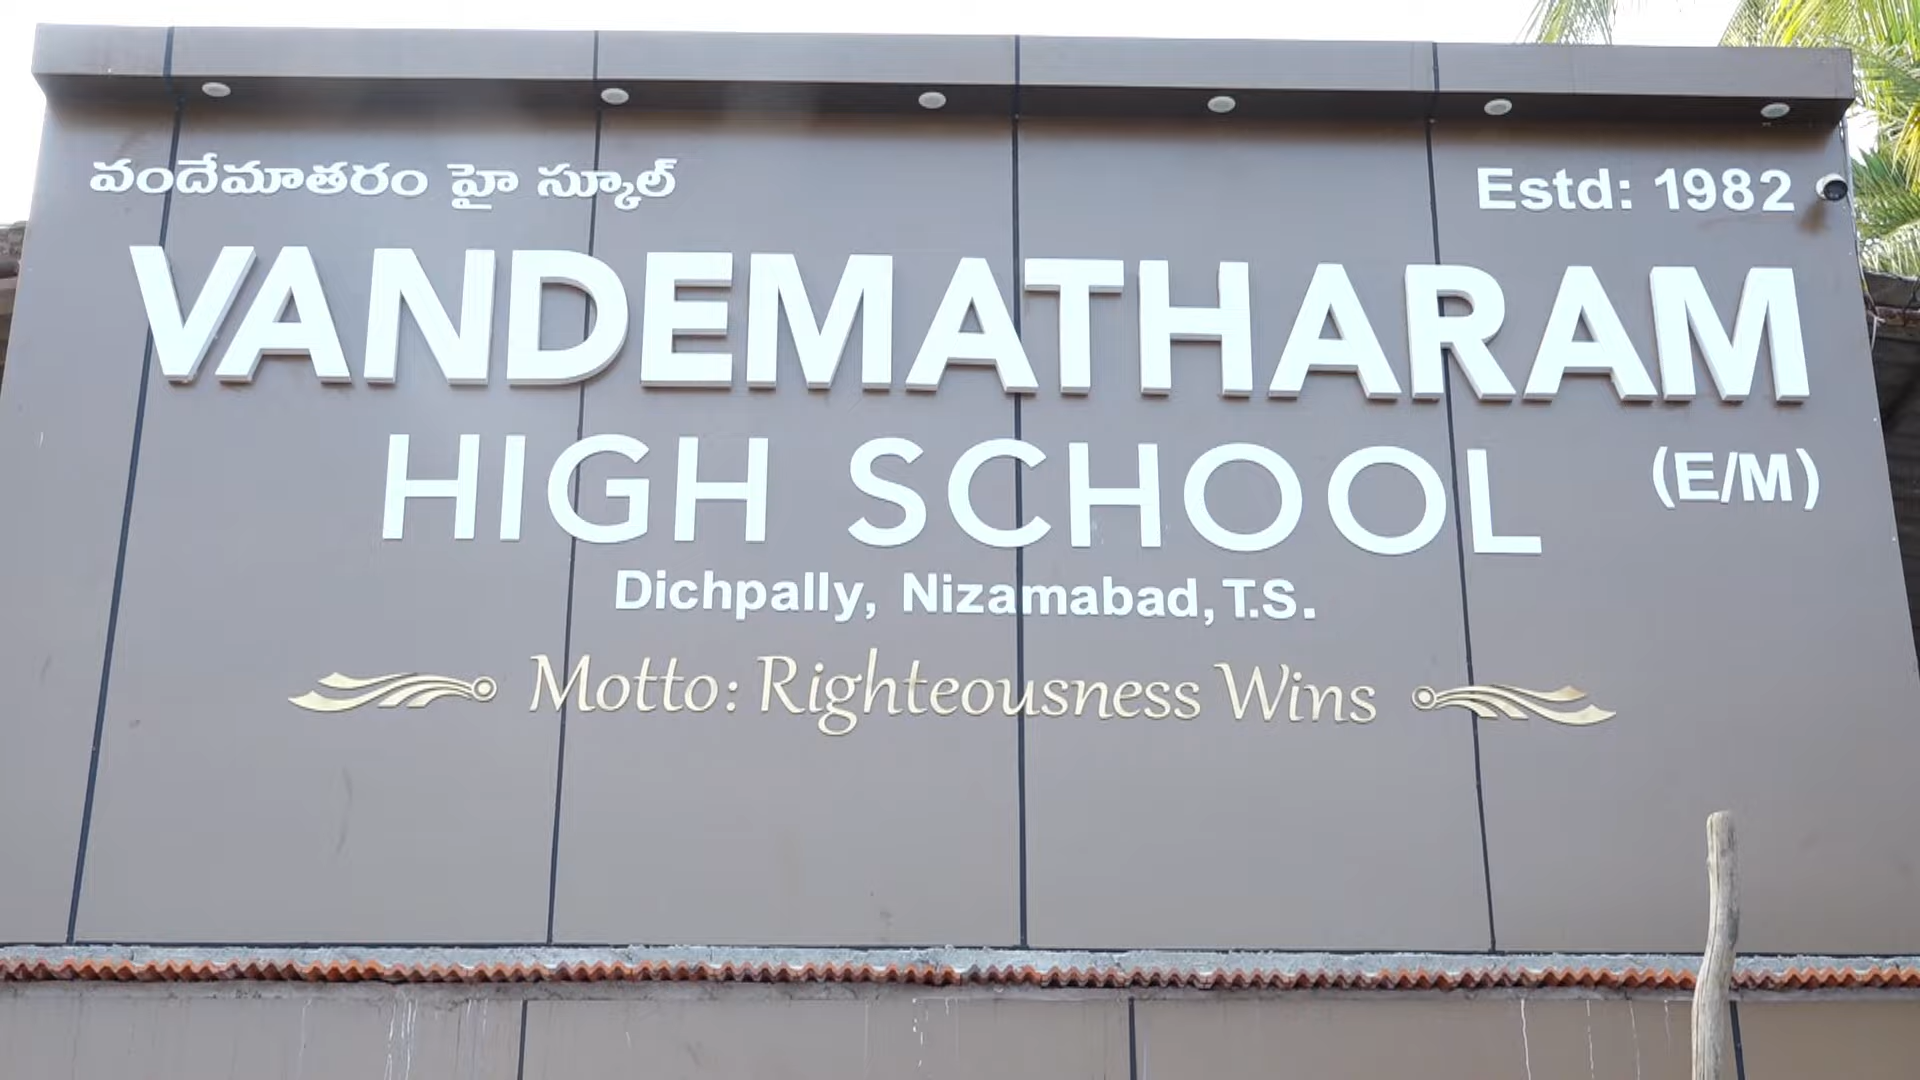 వందేమాతరం హై స్కూల్
Estd: 1982
VANDEMATHARAM
HIGH SCHOOL (E/M)
Dichpally, Nizamabad, T.S.
Motto: Righteousness Wins